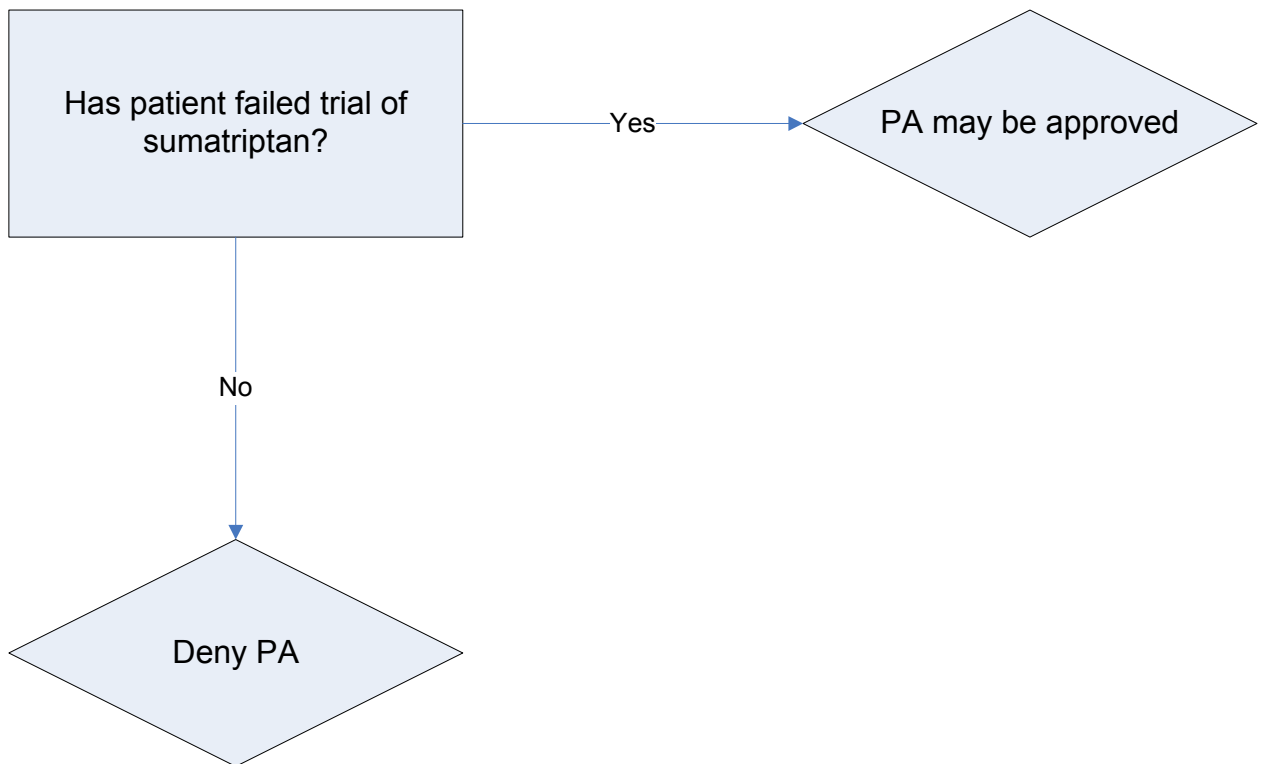 Has patient failed trial of
sumatriptan?
Yes
PA may be approved
No
Deny PA